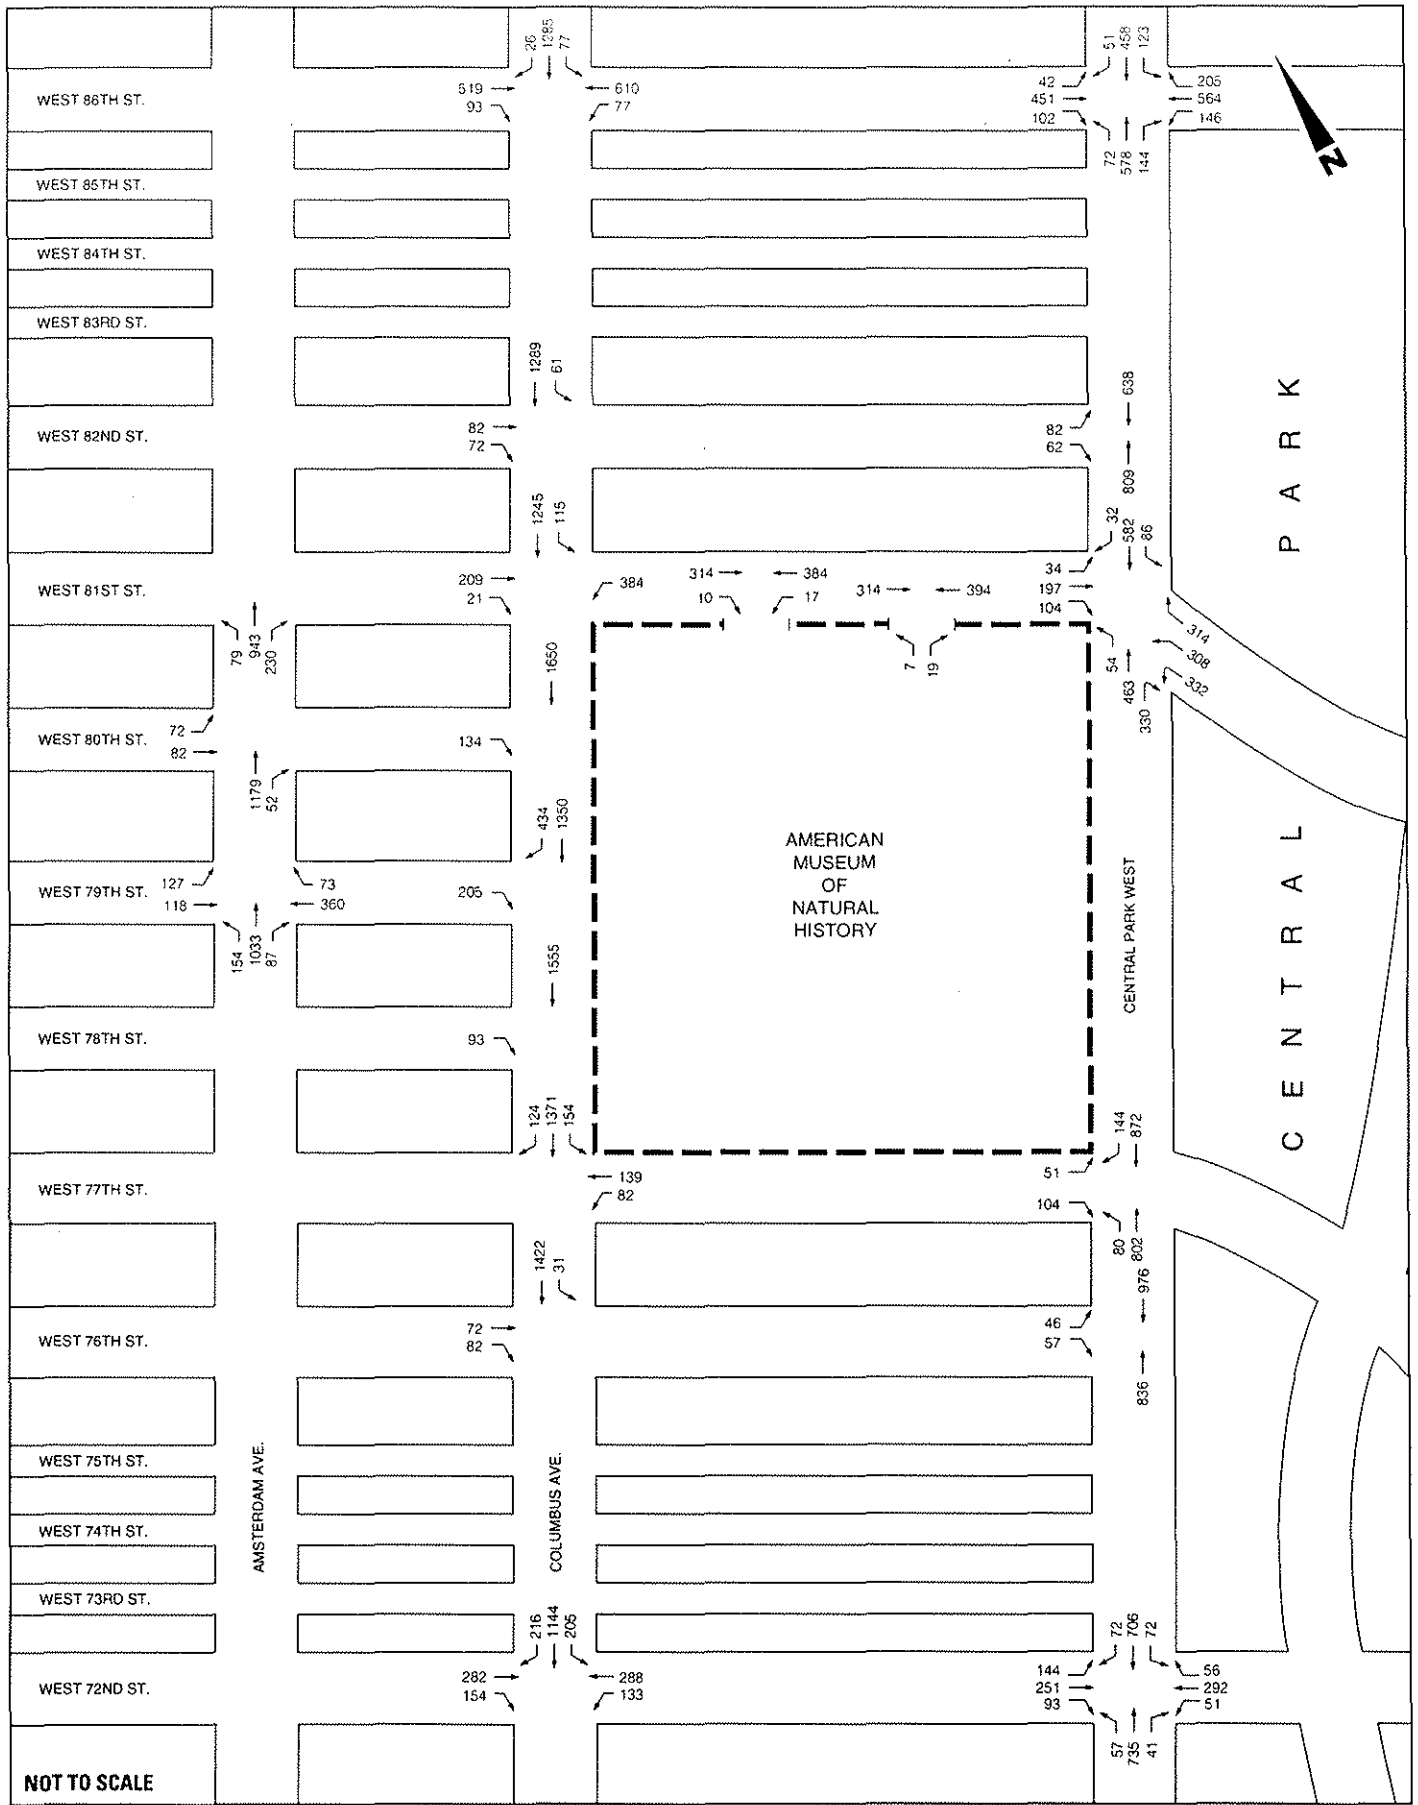 26 1285 77
51 458 123
519 610
93 77
42 205
451 564
102 146
WEST 86TH ST.
72 578 144
WEST 85TH ST.
N
WEST 84TH ST.
WEST 83RD ST.
1289 61
638
WEST 82ND ST.
82 82
72 62
809
1245 115
32 582 86
WEST 81ST ST.
209 384 314 384 314 394 34
21 10 17 197
104
79 943 230
1650
7 19
54 463 330
314
308
332
WEST 80TH ST.
72
82
134
1179 52
434 1350
AMERICAN
MUSEUM
OF
NATURAL
HISTORY
CENTRAL PARK WEST
CENTRAL PARK
WEST 79TH ST.
127 73 205
118 360
154 1033 87
1555
WEST 78TH ST.
93
124 1371 154
144 872
WEST 77TH ST.
139 51
82 104
80 802
1422 31
976
WEST 76TH ST.
72 46
82 57
836
WEST 75TH ST.
AMSTERDAM AVE.
COLUMBUS AVE.
WEST 74TH ST.
WEST 73RD ST.
216 1144 205
72 706 72
WEST 72ND ST.
282 288 144 56
154 133 251 292
93 51
57 735 41
NOT TO SCALE